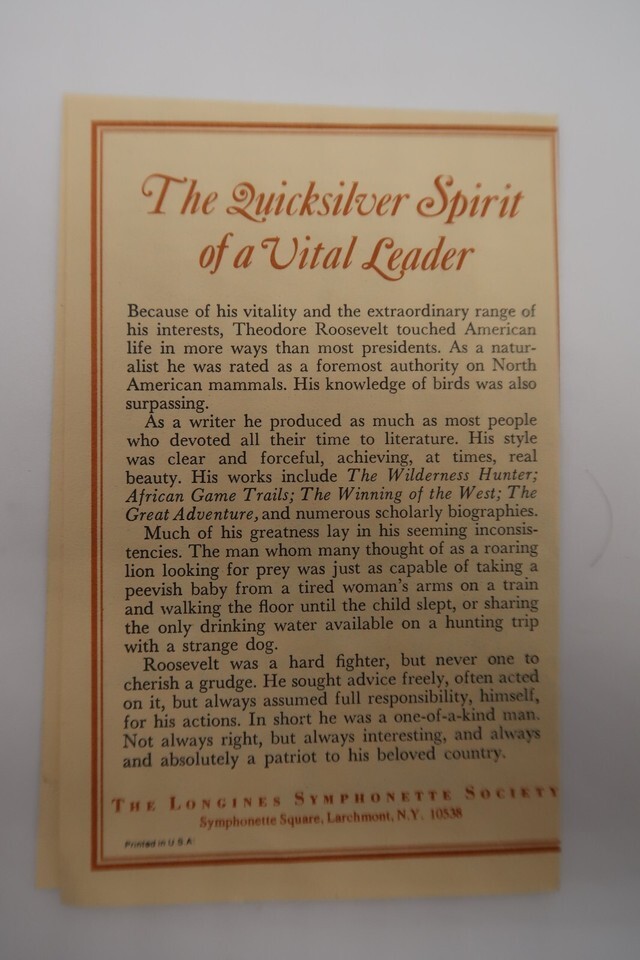 The Quicksilver Spirit
of a Vital Leader
Because of his vitality and the extraordinary range of
his interests, Theodore Roosevelt touched American
life in more ways than most presidents. As a natur-
alist he was rated as a foremost authority on North
American mammals. His knowledge of birds was also
surpassing.
As a writer he produced as much as most people
who devoted all their time to literature. His style
was clear and forceful, achieving, at times, real
beauty. His works include The Wilderness Hunter;
African Game Trails; The Winning of the West; The
Great Adventure, and numerous scholarly biographies.
Much of his greatness lay in his seeming inconsis-
tencies. The man whom many thought of as a roaring
lion looking for prey was just as capable of taking a
peevish baby from a tired woman's arms on a train
and walking the floor until the child slept, or sharing
the only drinking water available on a hunting trip
with a strange dog.
Roosevelt was a hard fighter, but never one to
cherish a grudge. He sought advice freely, often acted
on it, but always assumed full responsibility, himself,
for his actions. In short he was a one-of-a-kind man.
Not always right, but always interesting, and always
and absolutely a patriot to his beloved country.
THE LONGINES SYMPHONETTE SOCIETY
Symphonette Square, Larchmont, N.Y. 10538
Printed in U.S.A.